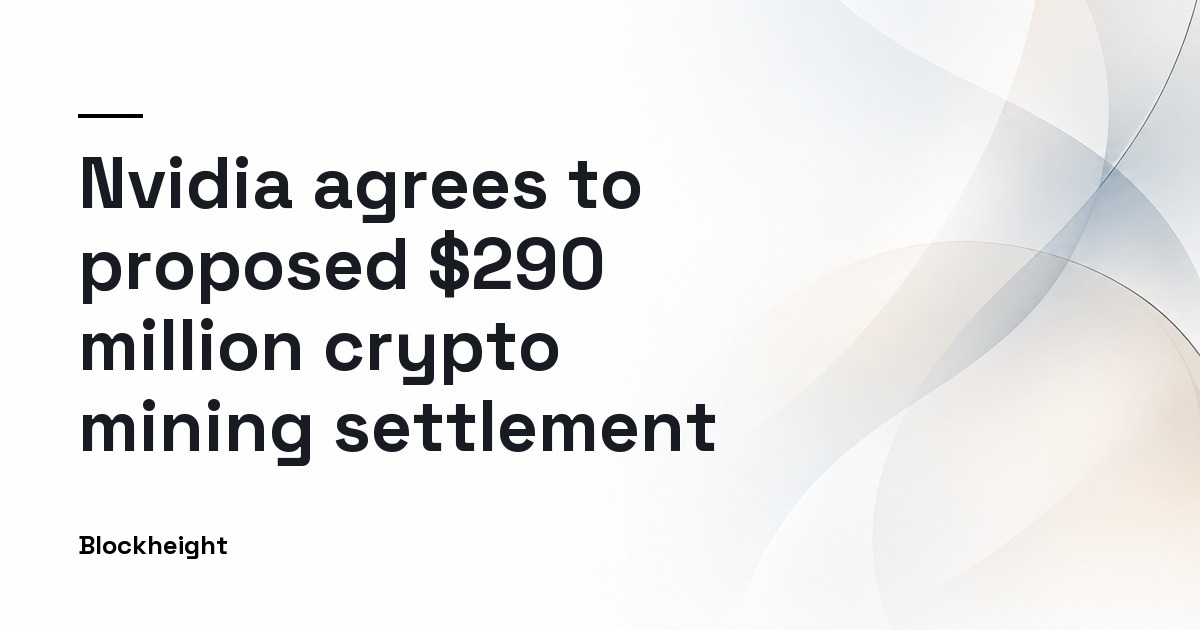 Nvidia agrees to
proposed $290
million crypto
mining settlement
Blockheight